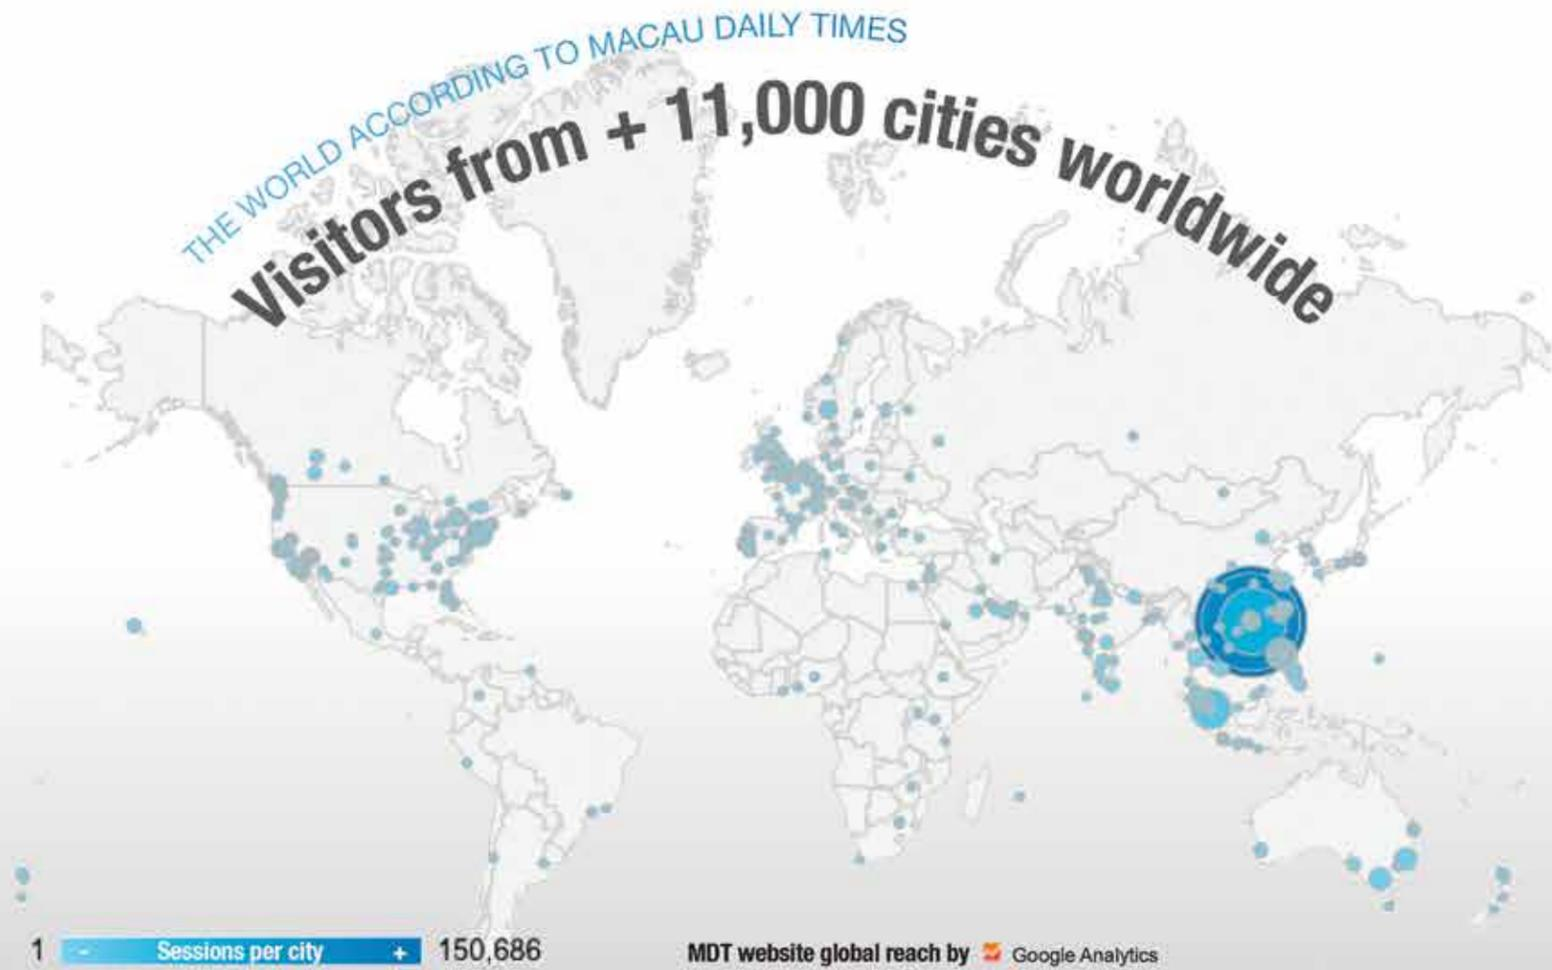 THE WORLD ACCORDING TO MACAU DAILY TIMES
Visitors from + 11,000 cities worldwide
1 - Sessions per city + 150,686
MDT website global reach by Google Analytics